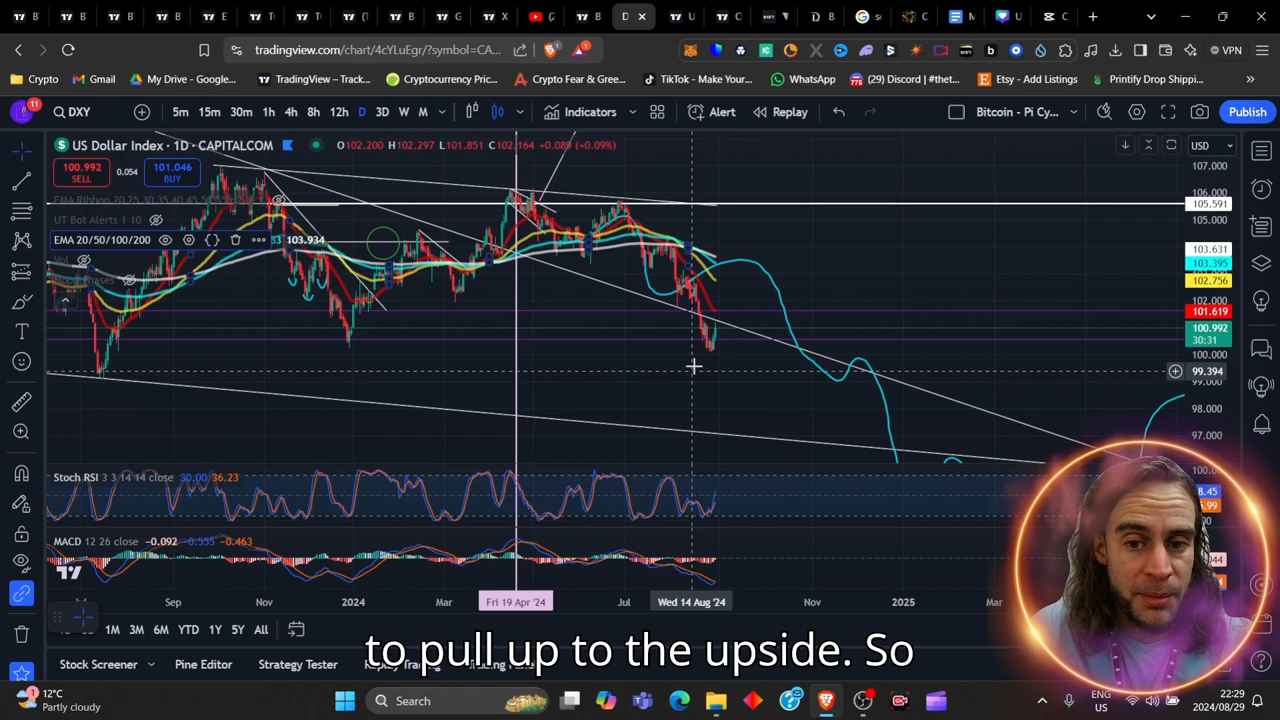 tradingview.com/chart/4cYLuEgr/?symbol=CA...
VPN
Crypto
Gmail
My Drive - Google...
TradingView – Track...
Cryptocurrency Pric...
Crypto Fear & Gree...
TikTok - Make Your...
WhatsApp
(29) Discord | #thet...
Etsy - Add Listings
Printify Drop Shippi...
11
DXY
5m 15m 30m 1h 4h 8h 12h D 3D W M
Indicators
Alert
Replay
Bitcoin - Pi Cy...
Publish
US Dollar Index · 1D · CAPITALCOM
O102.200 H102.297 L101.851 C102.164 +0.089 (+0.09%)
USD
100.992
SELL
0.054
101.046
BUY
UT Bot Alerts 1 10
EMA 20/50/100/200
103.934
107.000
106.000
105.591
105.000
103.631
103.395
102.756
102.000
101.619
100.992
30:31
100.000
99.394
99.000
98.000
97.000
Stoch RSI 3 3 14 14 close 30.00 36.23
MACD 12 26 close −0.092 −0.555 −0.463
Sep
Nov
2024
Mar
Fri 19 Apr '24
Jul
Wed 14 Aug '24
Nov
2025
Mar
1M 3M 6M YTD 1Y 5Y All
to pull up to the upside. So
Stock Screener
Pine Editor
Strategy Tester
12°C
Partly cloudy
Search
ENG
22:29
2024/08/29